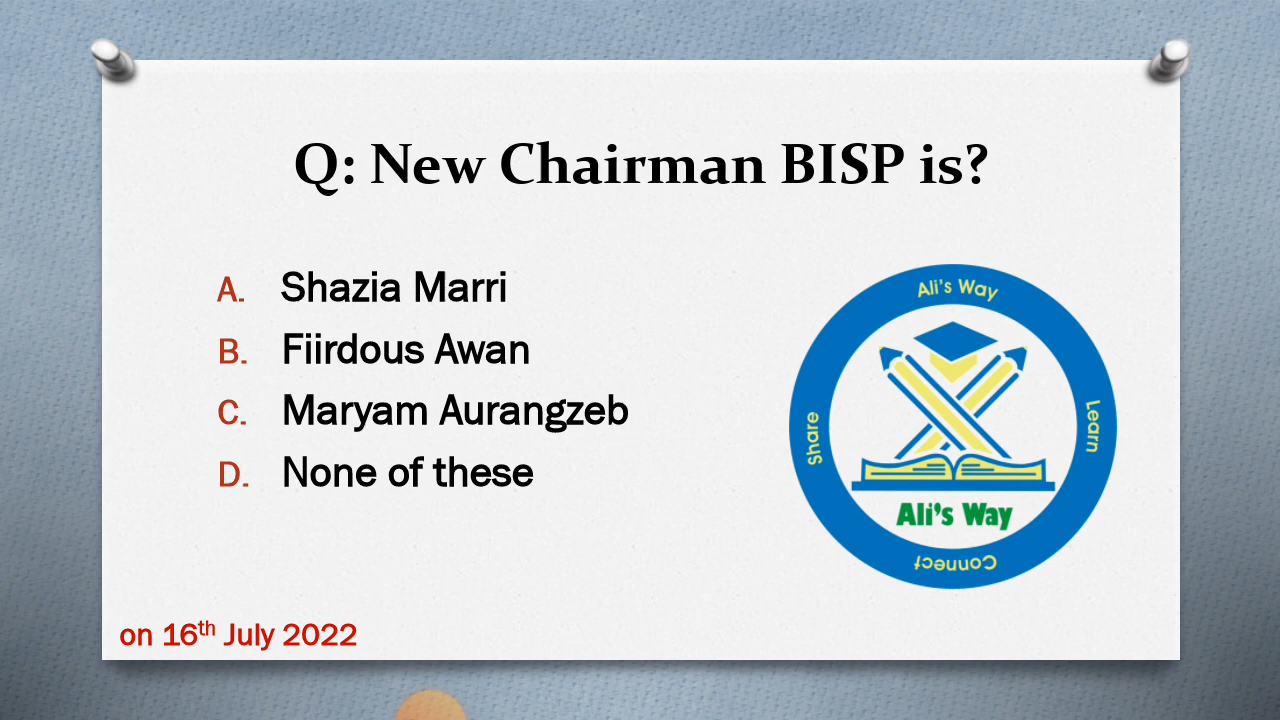 Q: New Chairman BISP is?
A. Shazia Marri
B. Fiirdous Awan
C. Maryam Aurangzeb
D. None of these
Ali's Way
Share
Learn
Ali's Way
Connect
on 16th July 2022